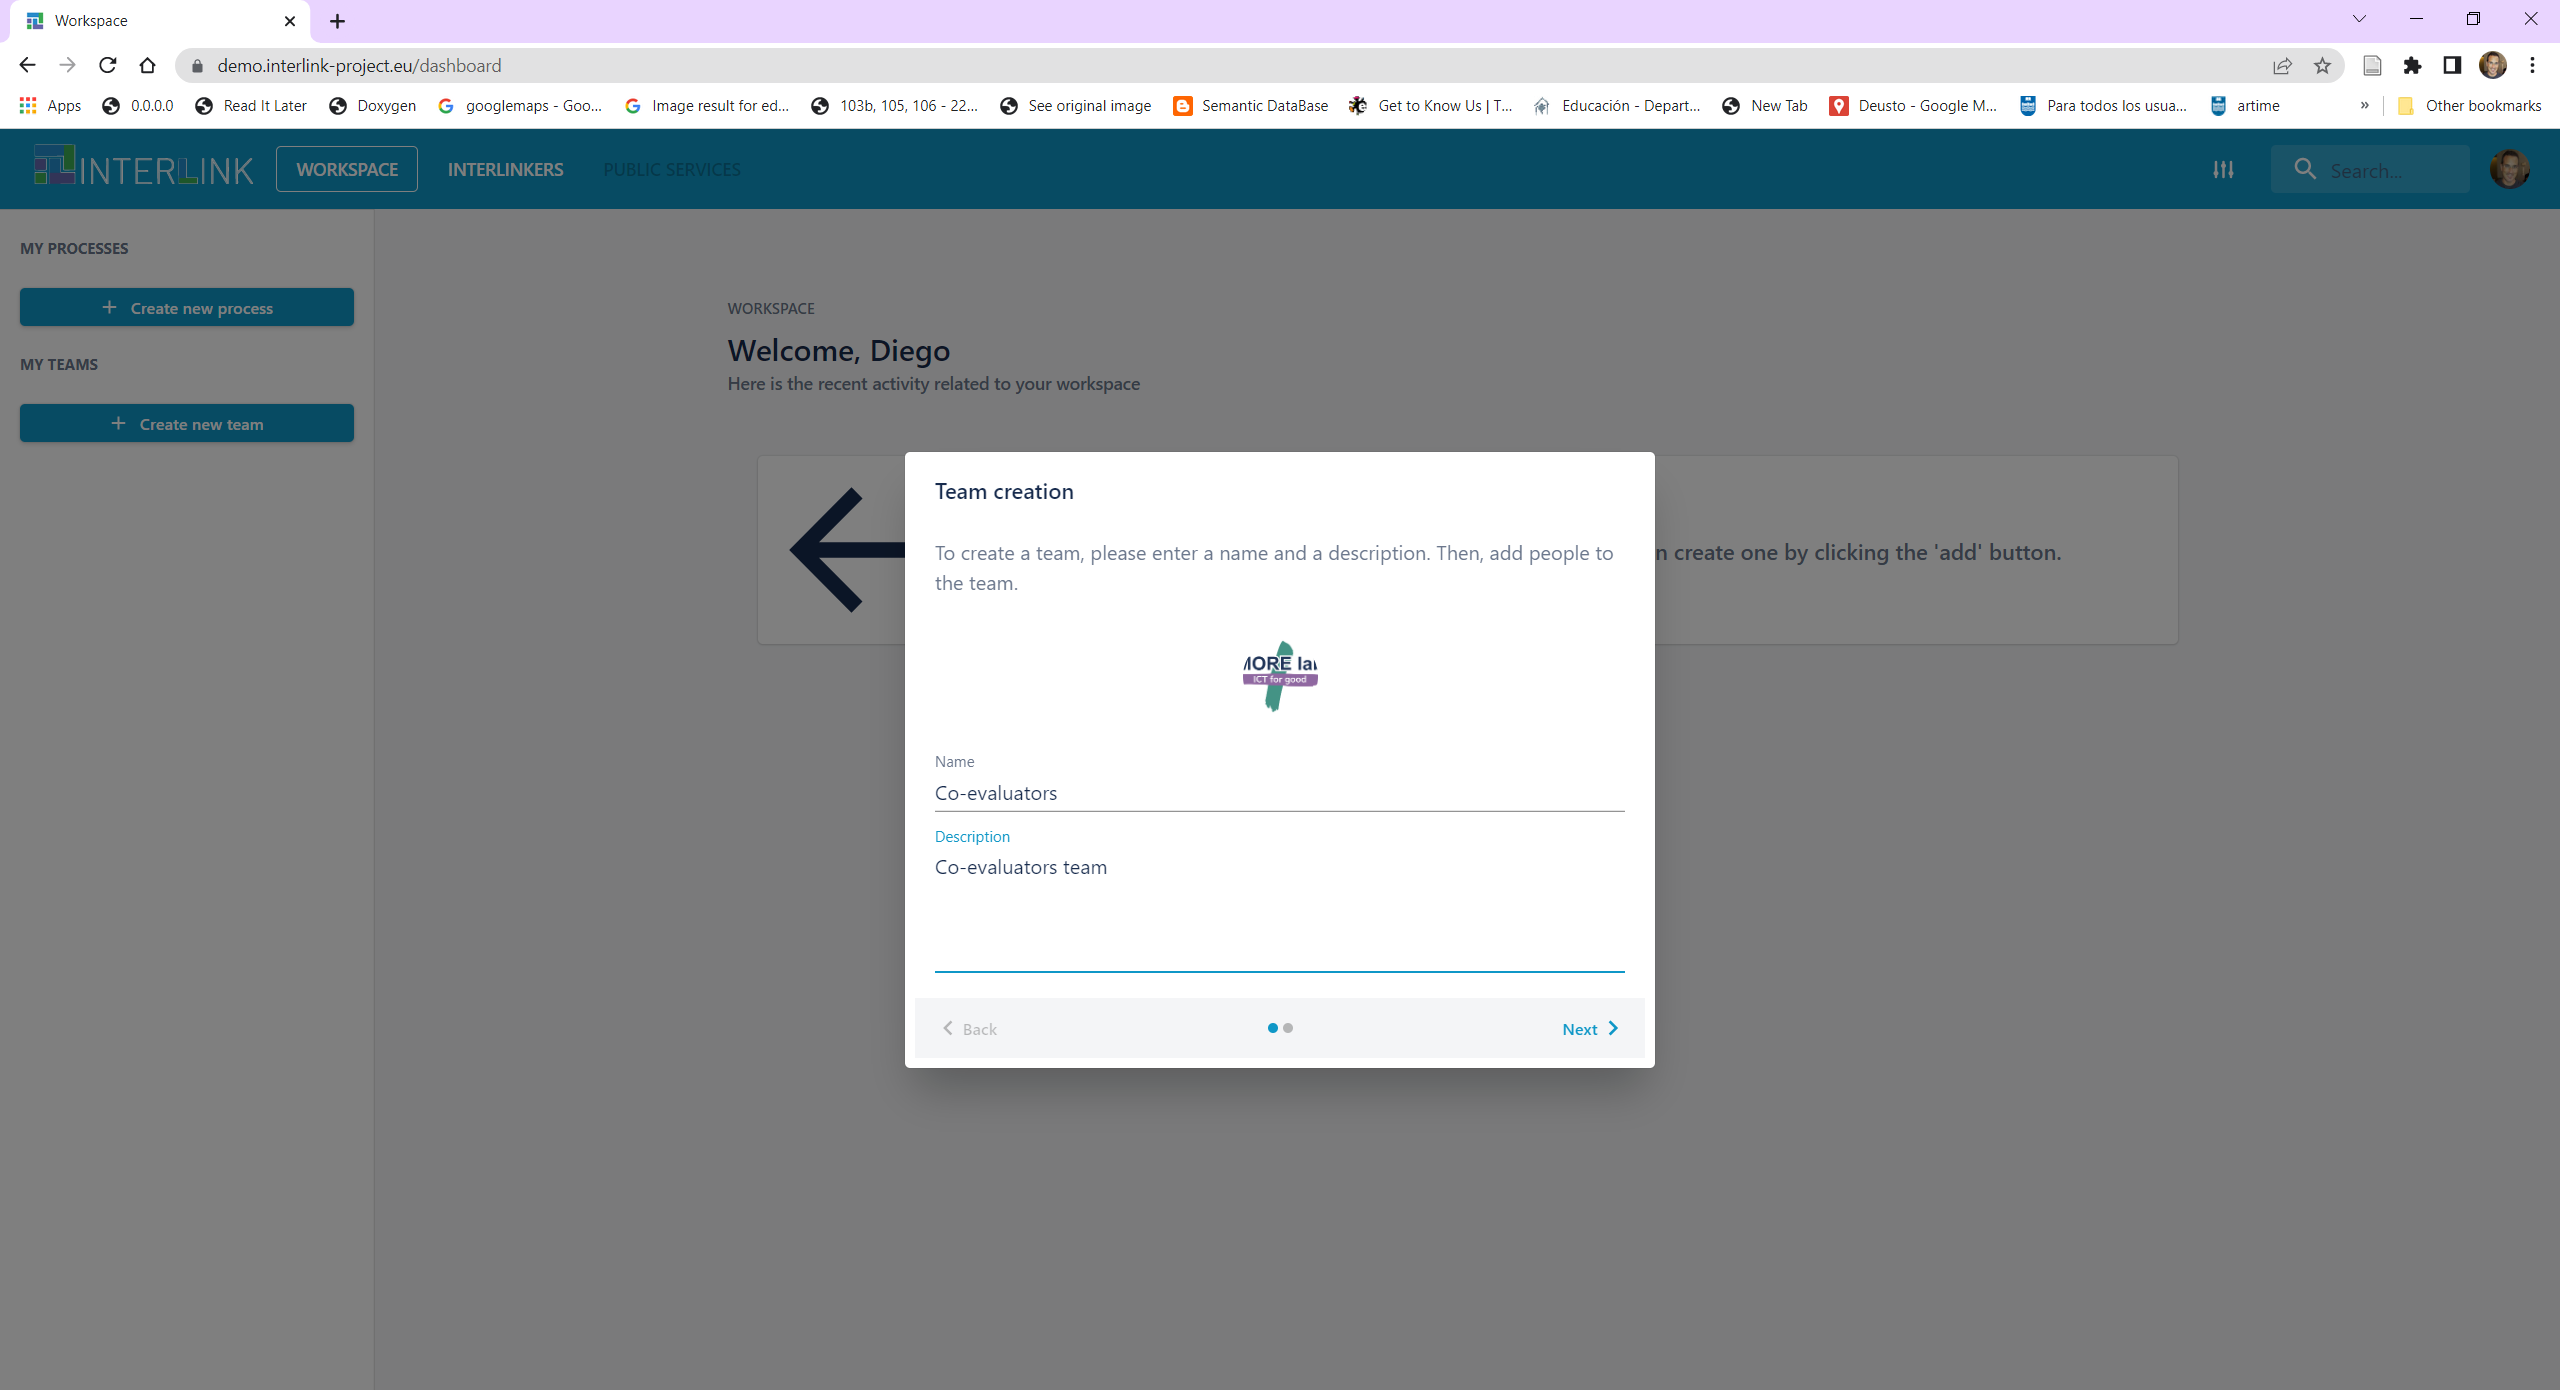 Workspace
demo.interlink-project.eu/dashboard
Apps 0.0.0.0 Read It Later Doxygen googlemaps - Goo... Image result for ed... 103b, 105, 106 - 22... See original image Semantic DataBase Get to Know Us | T... Educación - Depart... New Tab Deusto - Google M... Para todos los usua... artime » Other bookmarks
INTERLINK WORKSPACE INTERLINKERS PUBLIC SERVICES Search...
MY PROCESSES
+ Create new process
MY TEAMS
+ Create new team
WORKSPACE
Welcome, Diego
Here is the recent activity related to your workspace
n create one by clicking the 'add' button.
Team creation
To create a team, please enter a name and a description. Then, add people to
the team.
MORE la
ICT for good
Name
Co-evaluators
Description
Co-evaluators team
Back Next